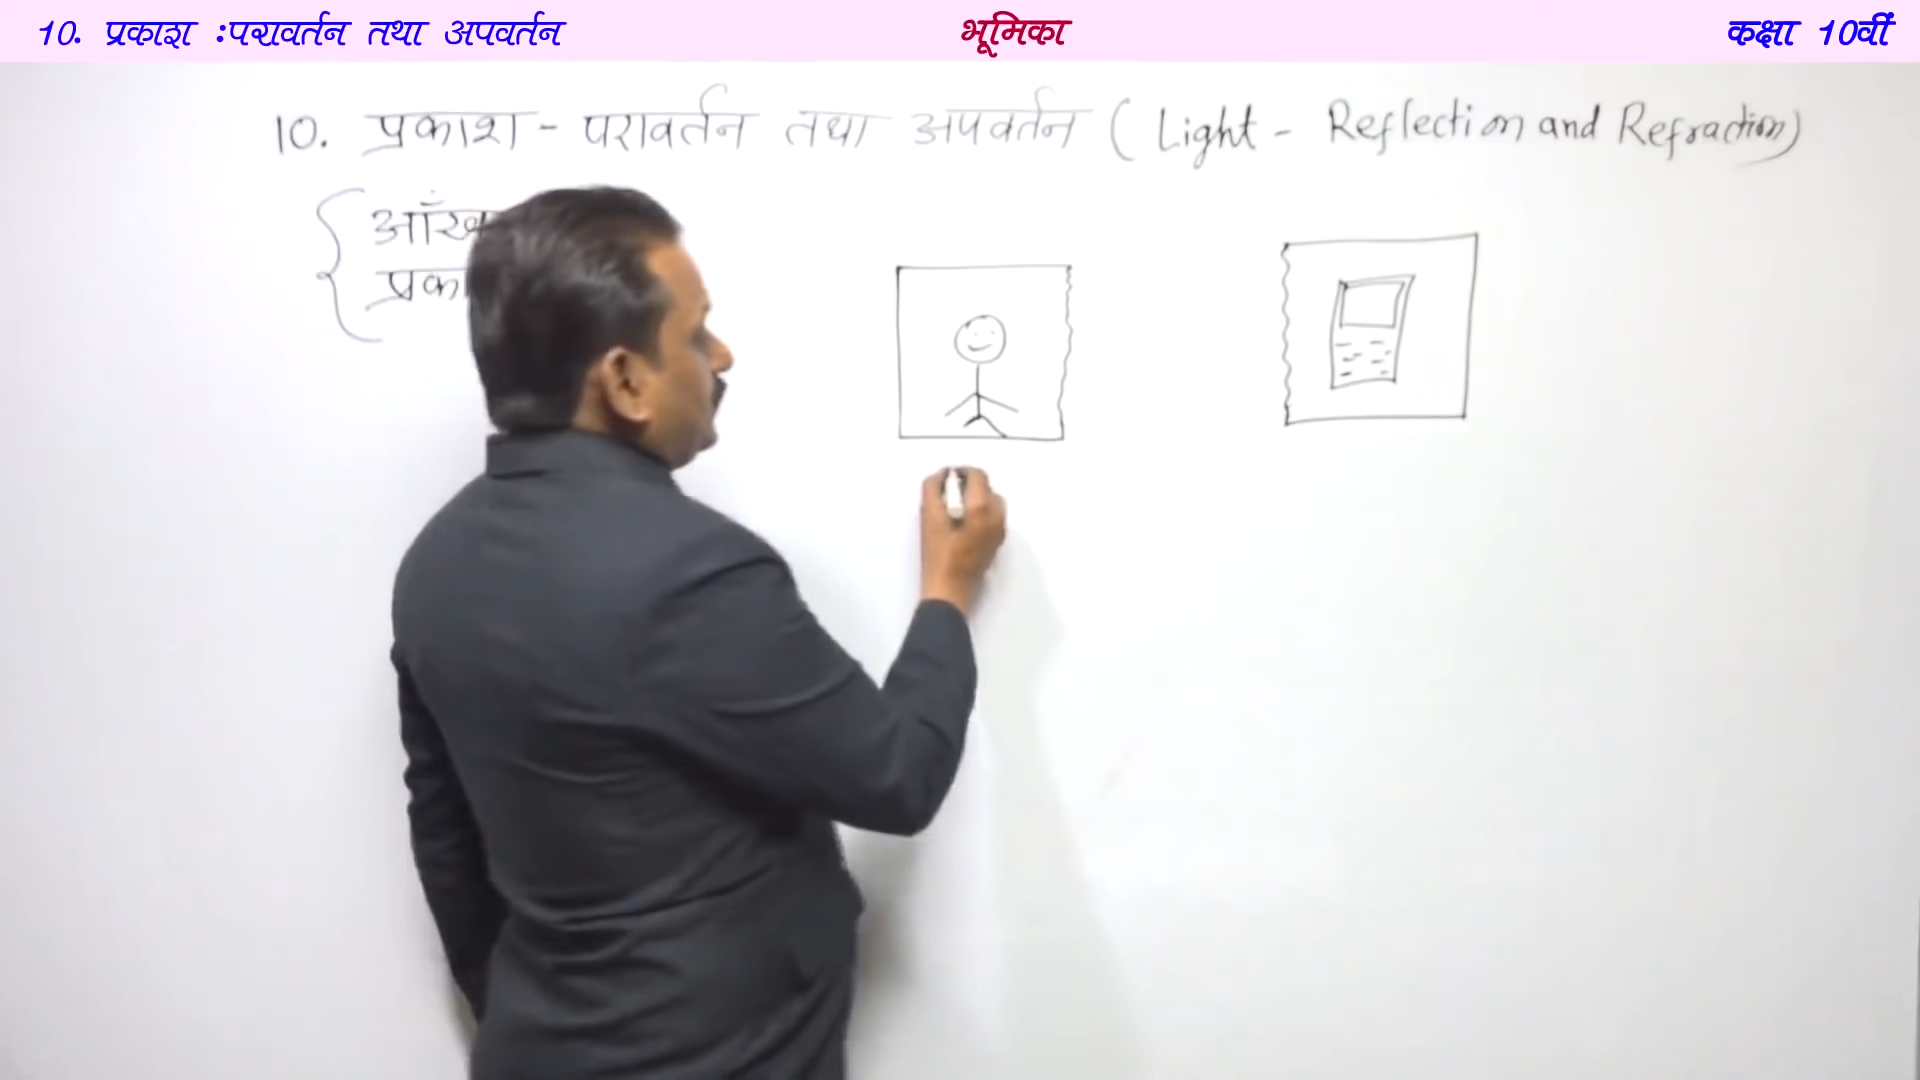 10. प्रकाश :परावर्तन तथा अपवर्तन
भूमिका
कक्षा 10वीं
10. प्रकाश - परावर्तन तथा अपवर्तन ( Light - Reflection and Refraction)